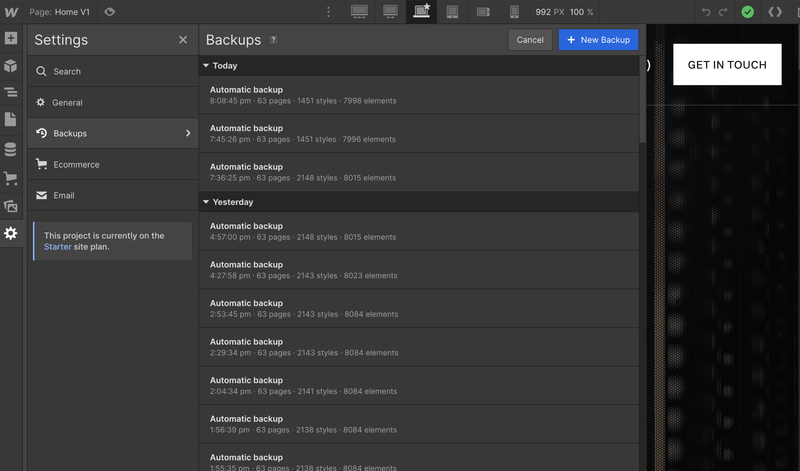 Page: Home V1
992 PX 100 %
Settings
Search
General
Backups
Ecommerce
Email
This project is currently on the
Starter site plan.
Backups ?
Cancel
+ New Backup
Today
Automatic backup
8:08:45 pm · 63 pages · 1451 styles · 7998 elements
Automatic backup
7:45:26 pm · 63 pages · 1451 styles · 7996 elements
Automatic backup
7:36:25 pm · 63 pages · 2148 styles · 8015 elements
Yesterday
Automatic backup
4:57:00 pm · 63 pages · 2148 styles · 8015 elements
Automatic backup
4:27:58 pm · 63 pages · 2143 styles · 8023 elements
Automatic backup
2:53:45 pm · 63 pages · 2143 styles · 8084 elements
Automatic backup
2:29:34 pm · 63 pages · 2143 styles · 8084 elements
Automatic backup
2:04:34 pm · 63 pages · 2141 styles · 8084 elements
Automatic backup
1:56:39 pm · 63 pages · 2138 styles · 8084 elements
Automatic backup
1:55:35 pm · 63 pages · 2138 styles · 8084 elements
)
GET IN TOUCH